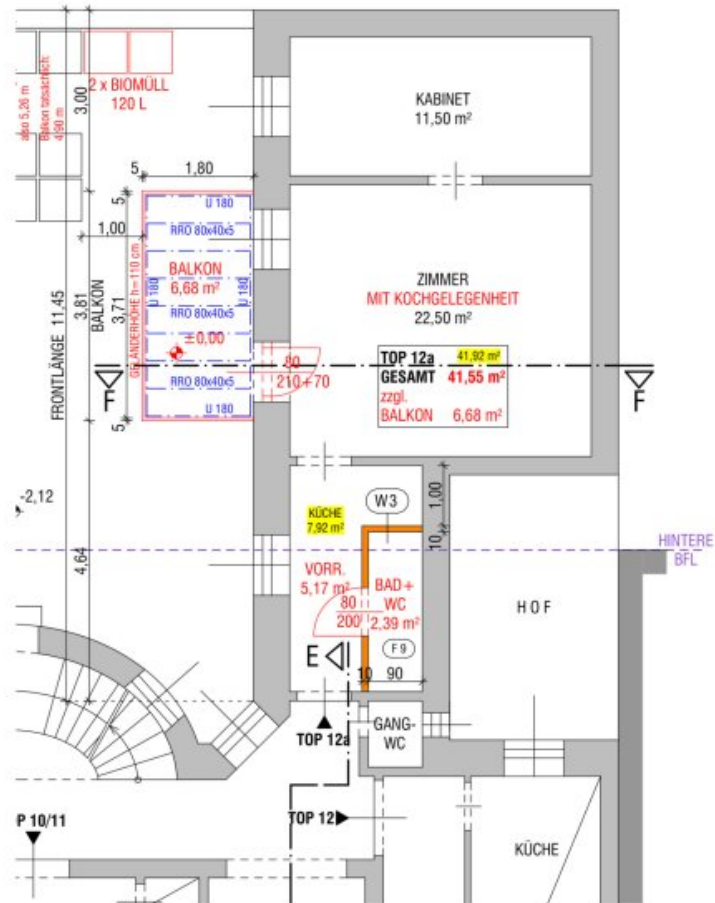 also 5,26 m
Balkon tatsächlich:
4,90 m
3,00
2 x BIOMÜLL
120 L
KABINET
11,50 m²
5
1,80
5
1,00
U 180
RRO 80x40x5
BALKON
6,68 m²
U 180
U 180
RRO 80x40x5
±0,00
RRO 80x40x5
U 180
GELÄNDERHÖHE h=110 cm
3,71
BALKON
3,81
FRONTLÄNGE 11,45
5
F
F
80
210+70
ZIMMER
MIT KOCHGELEGENHEIT
22,50 m²
TOP 12a 41,92 m²
GESAMT 41,55 m²
zzgl.
BALKON 6,68 m²
-2,12
4,64
KÜCHE
7,92 m²
W3
1,00
10
HINTERE
BFL
VORR.
5,17 m²
BAD+
WC
2,39 m²
80
200
F 9
HOF
E
10 90
TOP 12a
GANG-
WC
P 10/11
TOP 12
KÜCHE